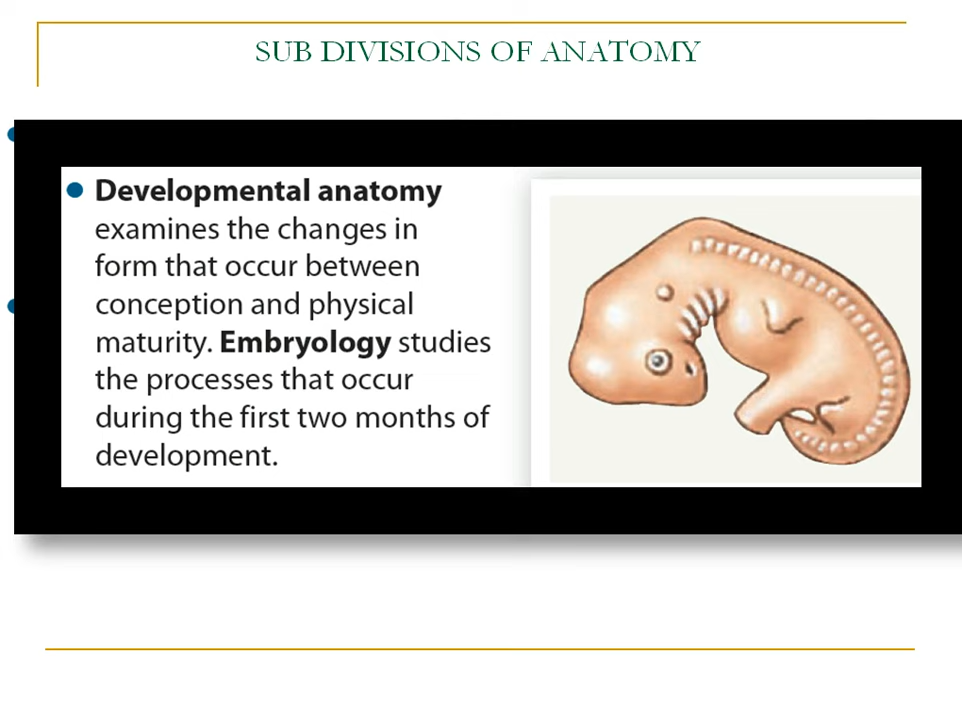 SUB DIVISIONS OF ANATOMY
Developmental anatomy
examines the changes in
form that occur between
conception and physical
maturity. Embryology studies
the processes that occur
during the first two months of
development.